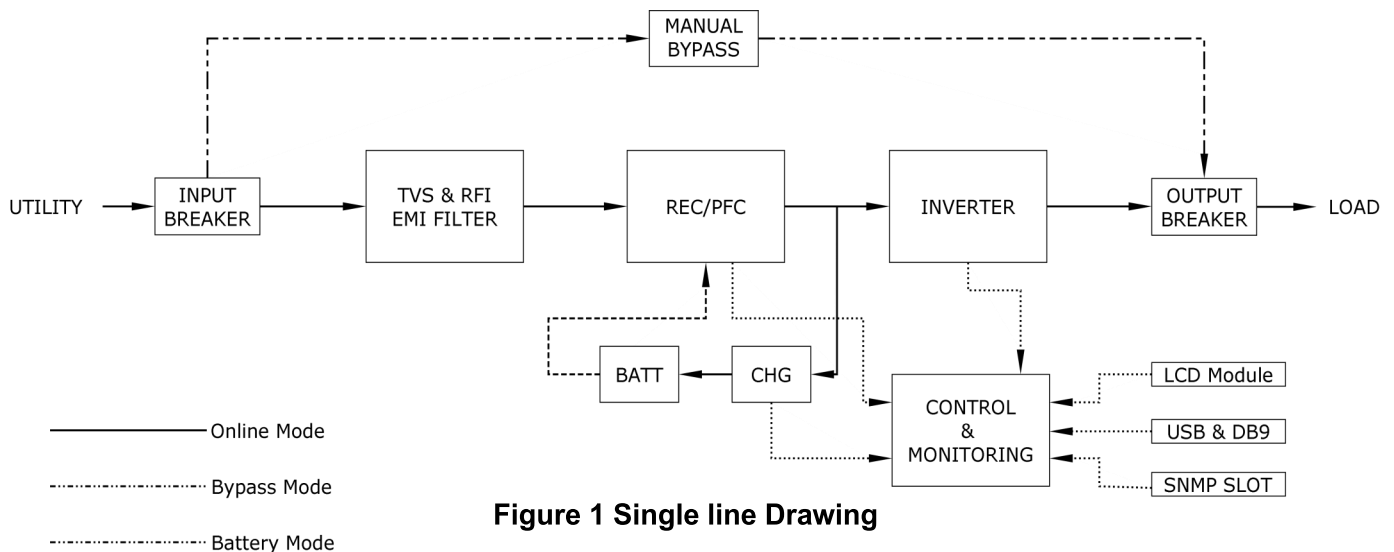 MANUAL
BYPASS
UTILITY
INPUT
BREAKER
TVS & RFI
EMI FILTER
REC/PFC
INVERTER
OUTPUT
BREAKER
LOAD
BATT
CHG
CONTROL
&
MONITORING
LCD Module
USB & DB9
SNMP SLOT
Online Mode
Bypass Mode
Battery Mode
Figure 1 Single line Drawing